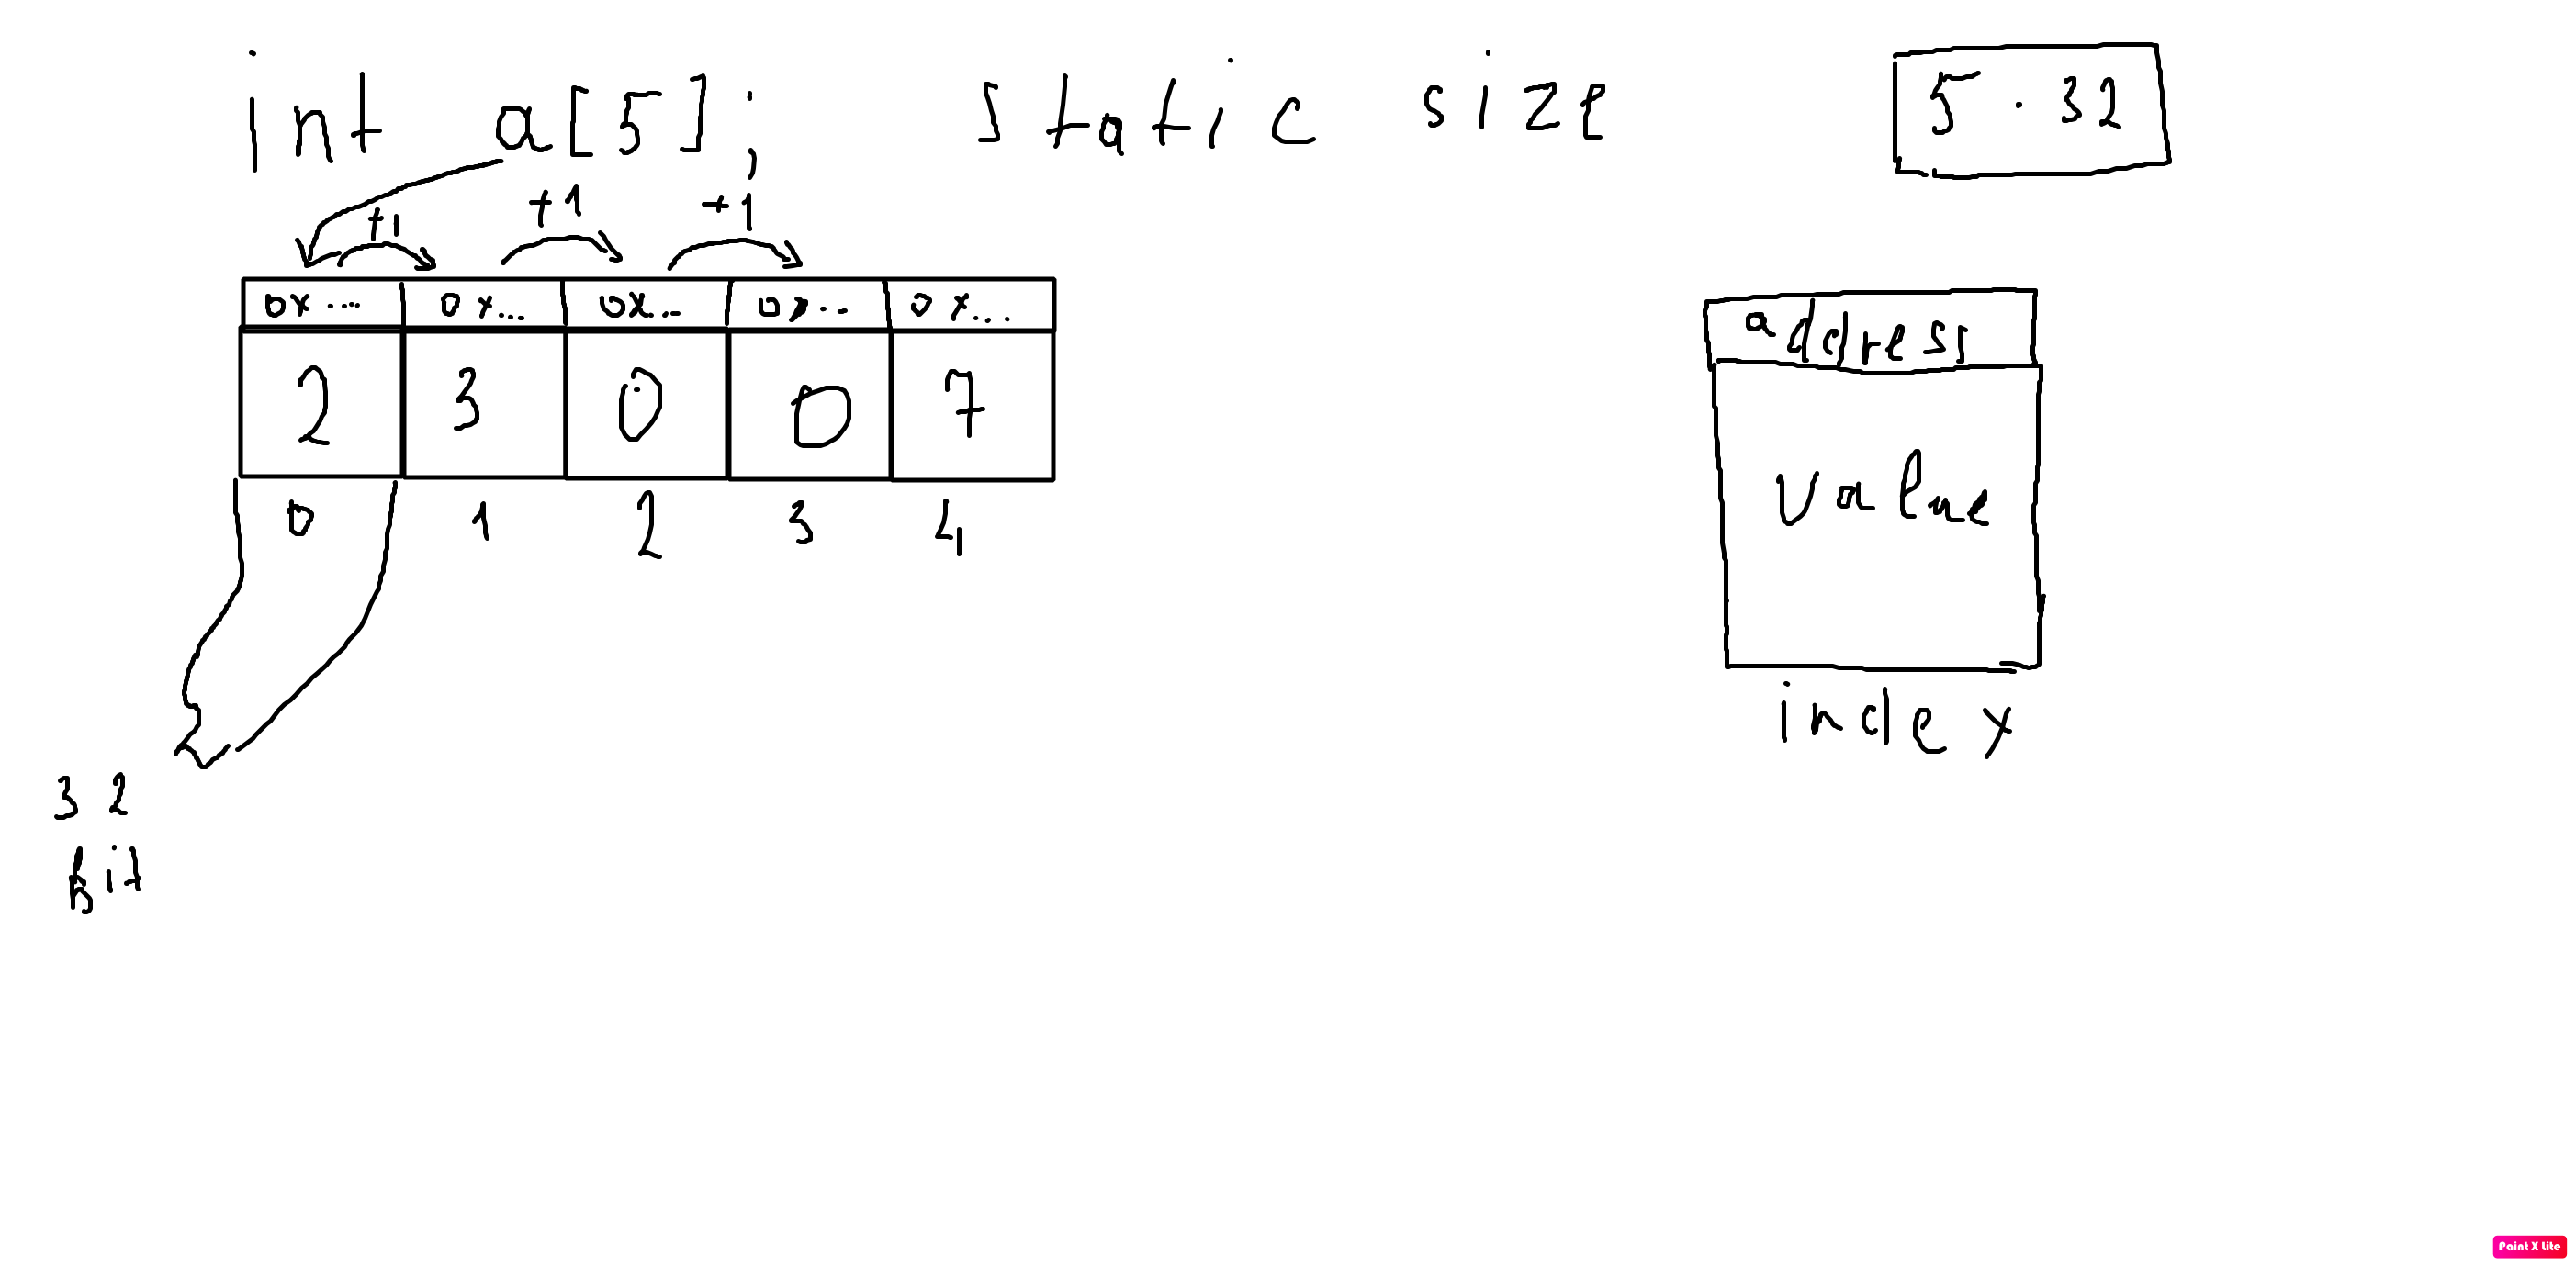 int a[5]; static size 5 · 32
+1 +1 +1
0x.... 0x... 0x... 0x... 0x...
address
2 3 0 0 7
value
0 1 2 3 4
index
32
bit
Paint X Lite